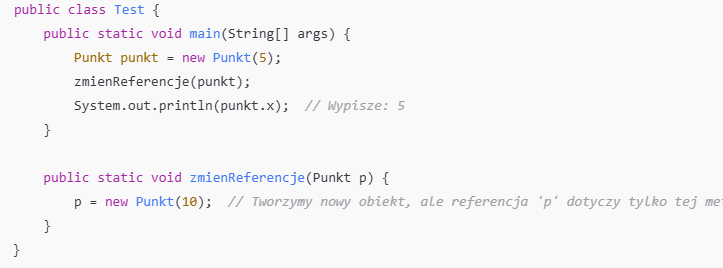 public class Test {
public static void main(String[] args) {
Punkt punkt = new Punkt(5);
zmienReferencje(punkt);
System.out.println(punkt.x);  // Wypisze: 5
}
public static void zmienReferencje(Punkt p) {
p = new Punkt(10);  // Tworzymy nowy obiekt, ale referencja 'p' dotyczy tylko tej
}
}